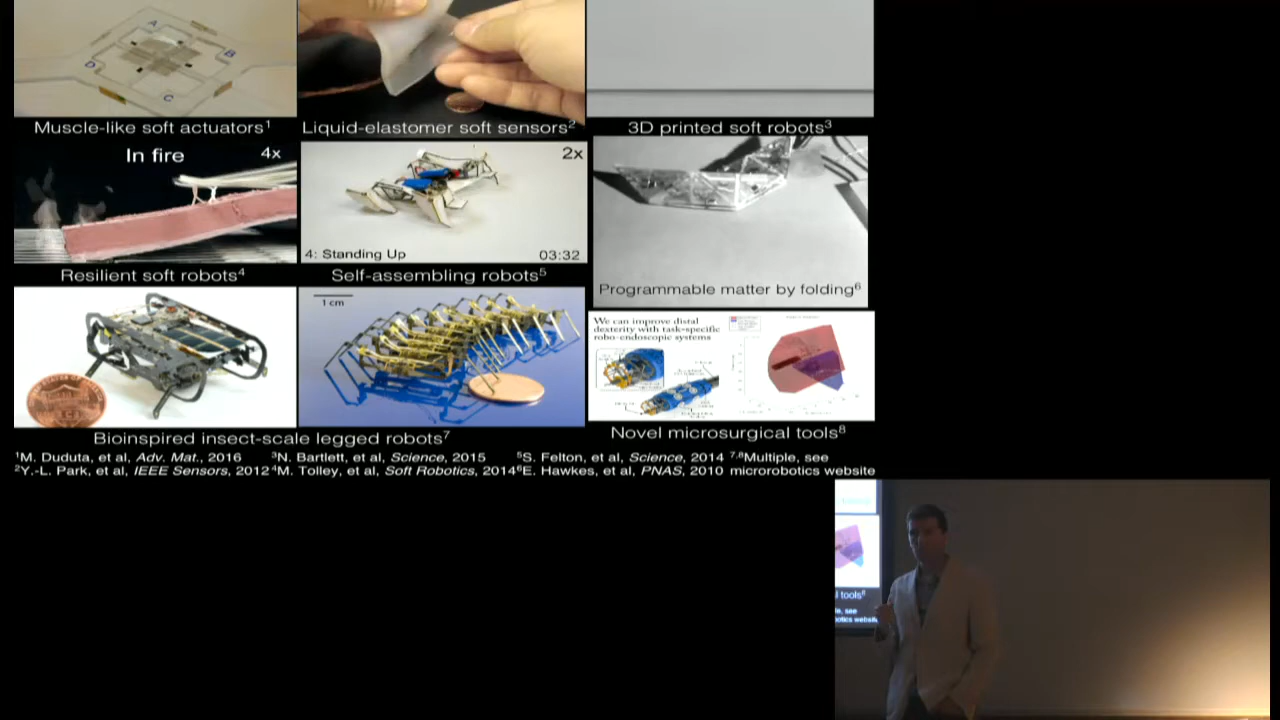 A
B
D
C
Muscle-like soft actuators¹
Liquid-elastomer soft sensors²
3D printed soft robots³
In fire
4x
2x
4: Standing Up
03:32
Resilient soft robots⁴
Self-assembling robots⁵
Programmable matter by folding⁶
1 cm
We can improve distal
dexterity with task-specific
robo-endoscopic systems
Bioinspired insect-scale legged robots⁷
Novel microsurgical tools⁸
¹M. Duduta, et al, Adv. Mat., 2016
³N. Bartlett, et al, Science, 2015
⁵S. Felton, et al, Science, 2014
⁷,⁸Multiple, see
²Y.-L. Park, et al, IEEE Sensors, 2012
⁴M. Tolley, et al, Soft Robotics, 2014
⁶E. Hawkes, et al, PNAS, 2010
microrobotics website
l tools⁸
le, see
botics website